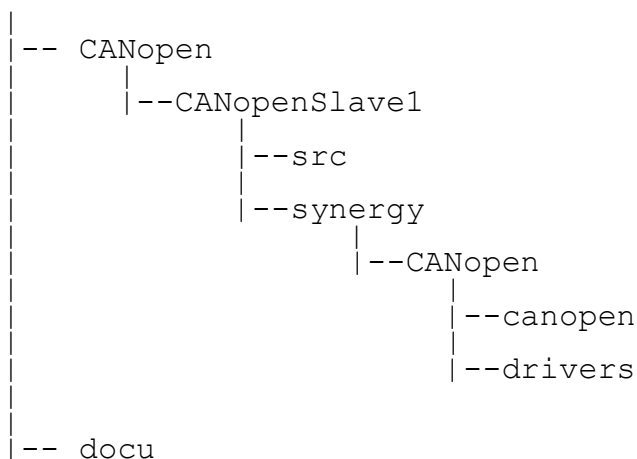 |-- CANopen
|--CANopenSlave1
|--src
|--synergy
|--CANopen
|--canopen
|--drivers
|-- docu